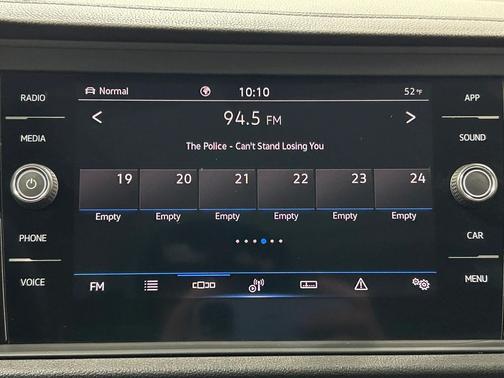 RADIO
MEDIA
PHONE
VOICE
Normal
10:10
52°F
94.5 FM
The Police - Can't Stand Losing You
19 20 21 22 23 24
Empty Empty Empty Empty Empty Empty
FM
APP
SOUND
CAR
MENU